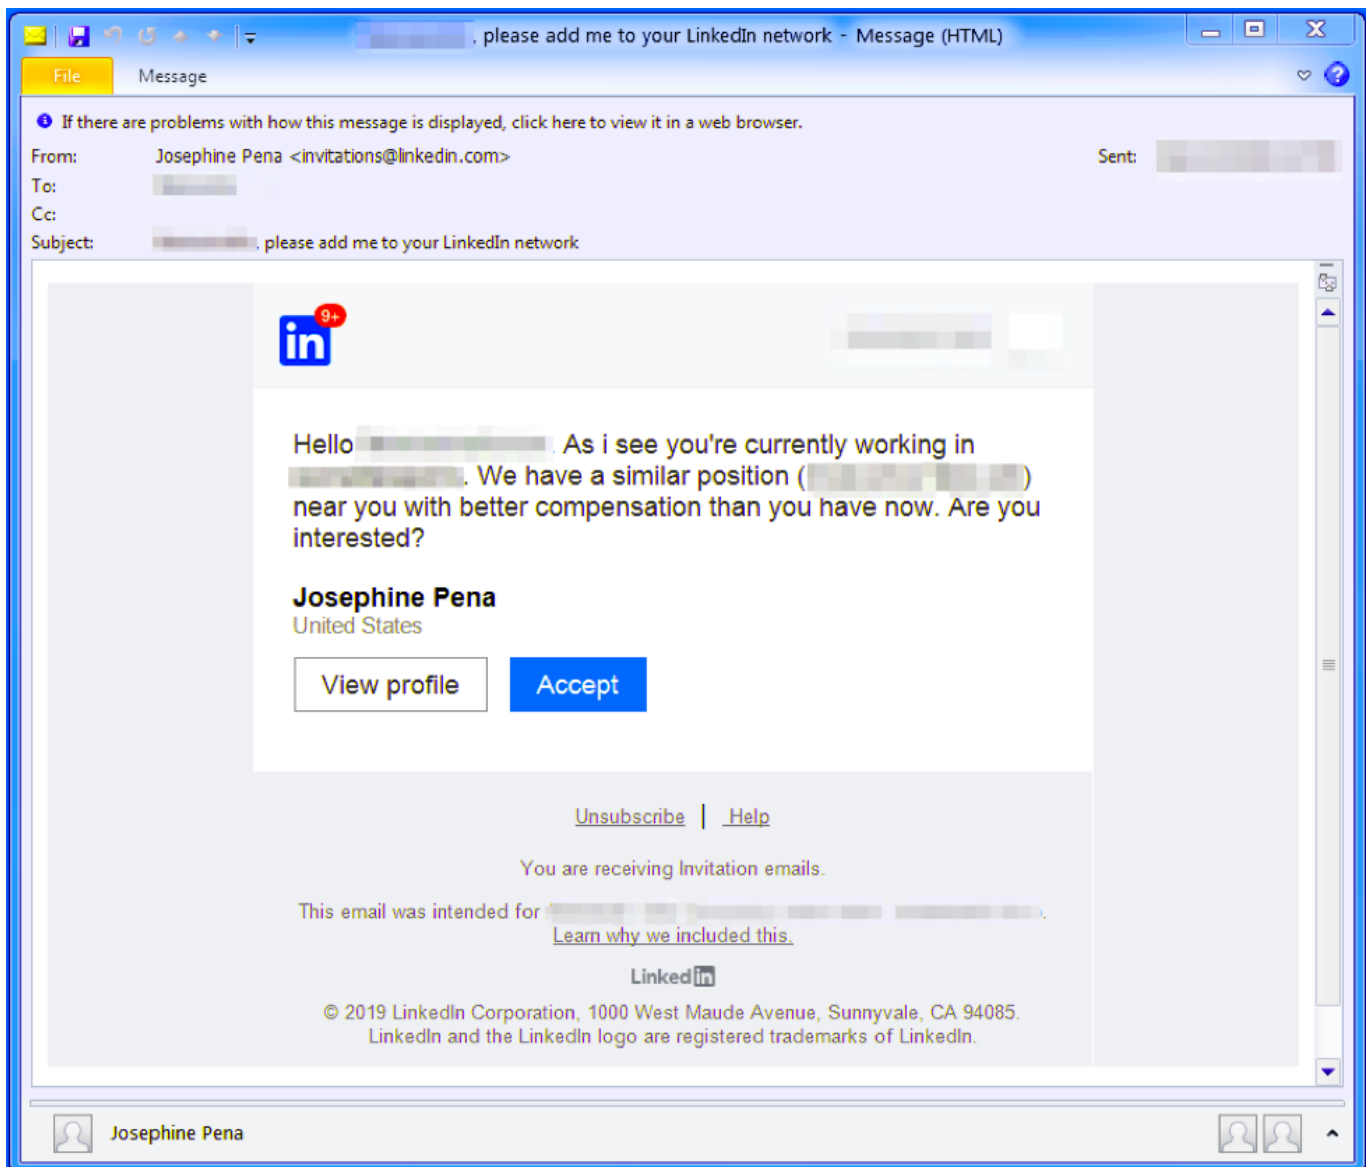 , please add me to your LinkedIn network - Message (HTML)
File Message
If there are problems with how this message is displayed, click here to view it in a web browser.
From: Josephine Pena <invitations@linkedin.com> Sent:
To:
Cc:
Subject: , please add me to your LinkedIn network
in 9+
Hello . As i see you're currently working in
. We have a similar position ( )
near you with better compensation than you have now. Are you
interested?
Josephine Pena
United States
View profile Accept
Unsubscribe | Help
You are receiving Invitation emails.
This email was intended for .
Learn why we included this.
Linked in
© 2019 LinkedIn Corporation, 1000 West Maude Avenue, Sunnyvale, CA 94085.
LinkedIn and the LinkedIn logo are registered trademarks of LinkedIn.
Josephine Pena